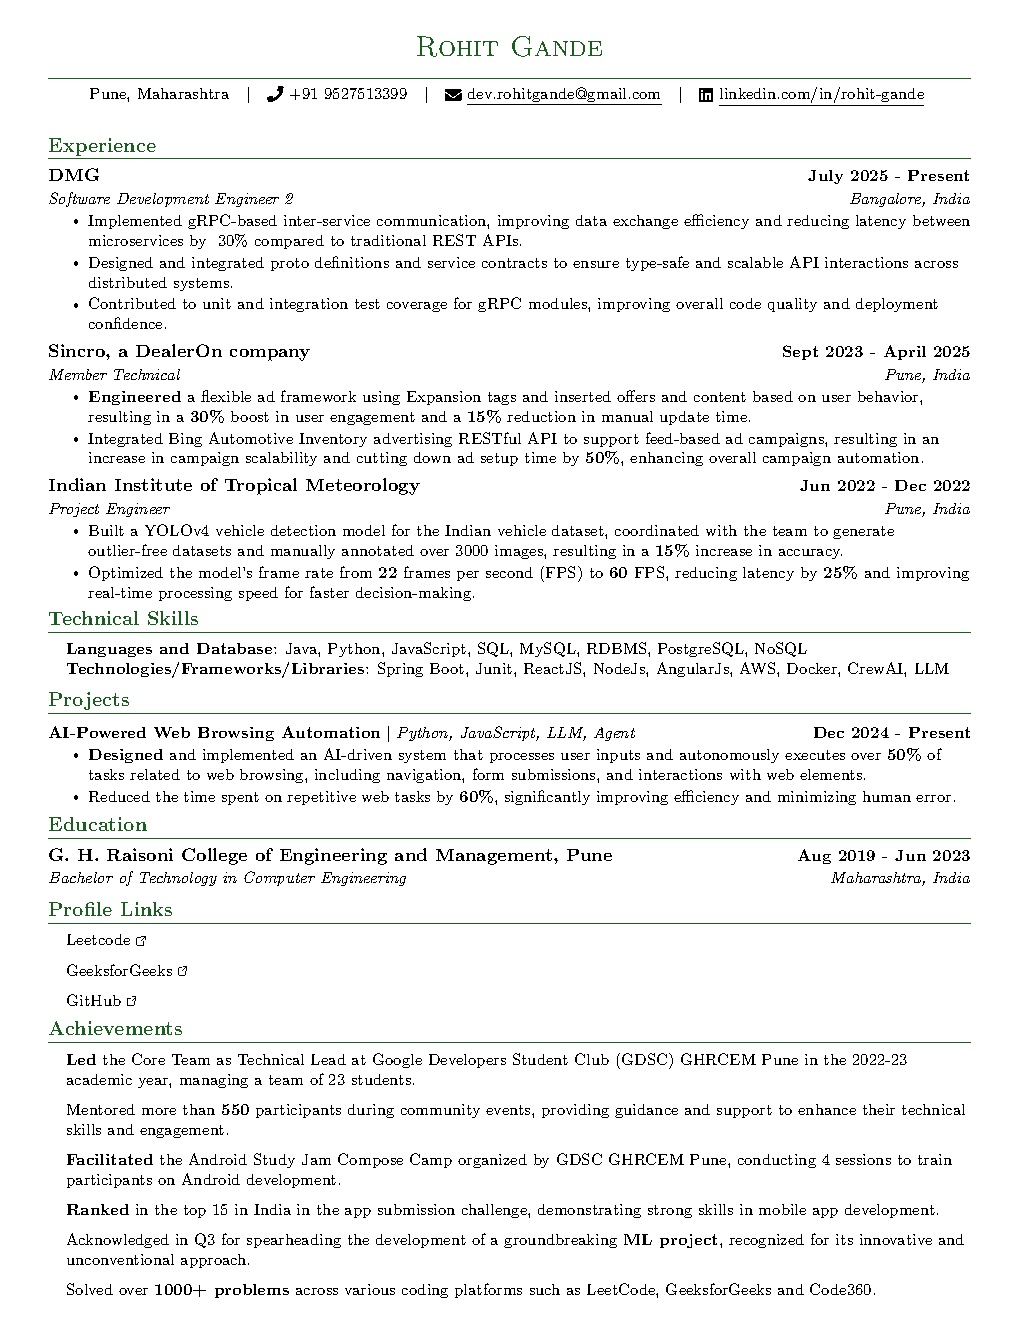 Rohit Gande
Pune, Maharashtra | +91 9527513399 | dev.rohitgande@gmail.com | linkedin.com/in/rohit-gande
Experience
DMG July 2025 - Present
Software Development Engineer 2 Bangalore, India
• Implemented gRPC-based inter-service communication, improving data exchange efficiency and reducing latency between
microservices by 30% compared to traditional REST APIs.
• Designed and integrated proto definitions and service contracts to ensure type-safe and scalable API interactions across
distributed systems.
• Contributed to unit and integration test coverage for gRPC modules, improving overall code quality and deployment
confidence.
Sincro, a DealerOn company Sept 2023 - April 2025
Member Technical Pune, India
• Engineered a flexible ad framework using Expansion tags and inserted offers and content based on user behavior,
resulting in a 30% boost in user engagement and a 15% reduction in manual update time.
• Integrated Bing Automotive Inventory advertising RESTful API to support feed-based ad campaigns, resulting in an
increase in campaign scalability and cutting down ad setup time by 50%, enhancing overall campaign automation.
Indian Institute of Tropical Meteorology Jun 2022 - Dec 2022
Project Engineer Pune, India
• Built a YOLOv4 vehicle detection model for the Indian vehicle dataset, coordinated with the team to generate
outlier-free datasets and manually annotated over 3000 images, resulting in a 15% increase in accuracy.
• Optimized the model's frame rate from 22 frames per second (FPS) to 60 FPS, reducing latency by 25% and improving
real-time processing speed for faster decision-making.
Technical Skills
Languages and Database: Java, Python, JavaScript, SQL, MySQL, RDBMS, PostgreSQL, NoSQL
Technologies/Frameworks/Libraries: Spring Boot, Junit, ReactJS, NodeJs, AngularJs, AWS, Docker, CrewAI, LLM
Projects
AI-Powered Web Browsing Automation | Python, JavaScript, LLM, Agent Dec 2024 - Present
• Designed and implemented an AI-driven system that processes user inputs and autonomously executes over 50% of
tasks related to web browsing, including navigation, form submissions, and interactions with web elements.
• Reduced the time spent on repetitive web tasks by 60%, significantly improving efficiency and minimizing human error.
Education
G. H. Raisoni College of Engineering and Management, Pune Aug 2019 - Jun 2023
Bachelor of Technology in Computer Engineering Maharashtra, India
Profile Links
Leetcode
GeeksforGeeks
GitHub
Achievements
Led the Core Team as Technical Lead at Google Developers Student Club (GDSC) GHRCEM Pune in the 2022-23
academic year, managing a team of 23 students.
Mentored more than 550 participants during community events, providing guidance and support to enhance their technical
skills and engagement.
Facilitated the Android Study Jam Compose Camp organized by GDSC GHRCEM Pune, conducting 4 sessions to train
participants on Android development.
Ranked in the top 15 in India in the app submission challenge, demonstrating strong skills in mobile app development.
Acknowledged in Q3 for spearheading the development of a groundbreaking ML project, recognized for its innovative and
unconventional approach.
Solved over 1000+ problems across various coding platforms such as LeetCode, GeeksforGeeks and Code360.